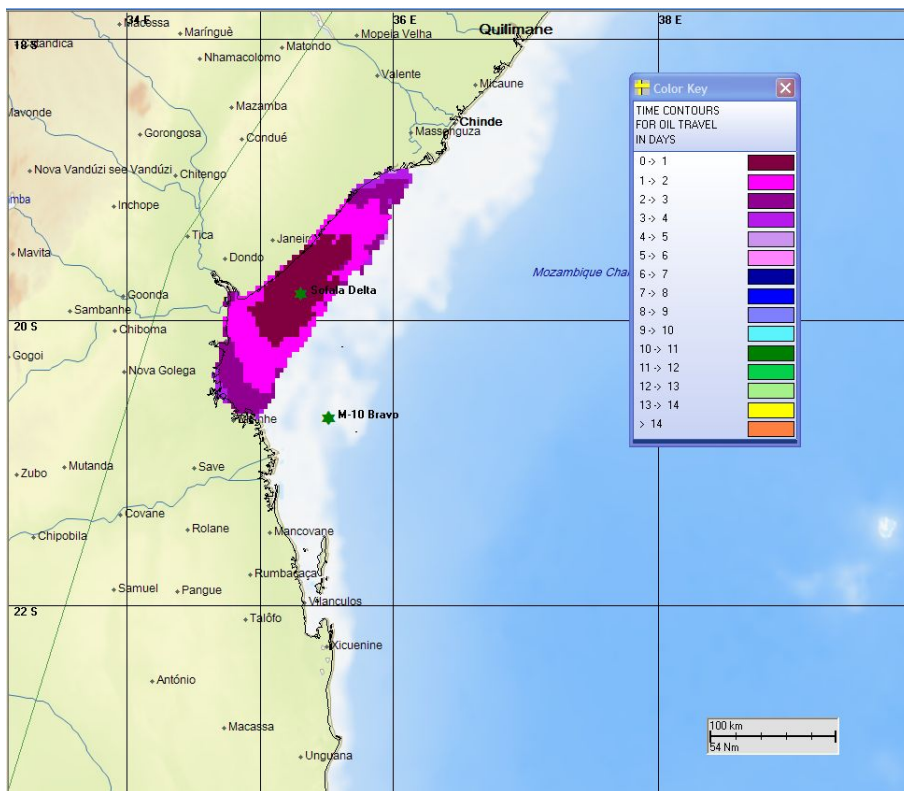 34 E
36 E
38 E
18 S
Macossa
Marínguè
Mopeia Velha
Quilimane
Matondo
Nhamacolomo
Valente
Micaune
Mavonde
Mazamba
Chinde
Gorongosa
Condué
Massenguza
Nova Vandúzi see Vandúzi
Chitengo
Inchope
Tica
Janeir
Mavita
Dondo
Mozambique Cha
Goonda
Sofala Delta
Sambanhe
20 S
Chiboma
Gogoi
Nova Golega
M-10 Bravo
Mutanda
Save
Zubo
Covane
Rolane
Mancovane
Chipobila
Rumbacaça
Samuel
Pangue
Vilanculos
22 S
Talôfo
Xicuenine
António
Macassa
Unguana
Color Key
TIME CONTOURS
FOR OIL TRAVEL
IN DAYS
0 -> 1
1 -> 2
2 -> 3
3 -> 4
4 -> 5
5 -> 6
6 -> 7
7 -> 8
8 -> 9
9 -> 10
10 -> 11
11 -> 12
12 -> 13
13 -> 14
> 14
100 km
54 Nm